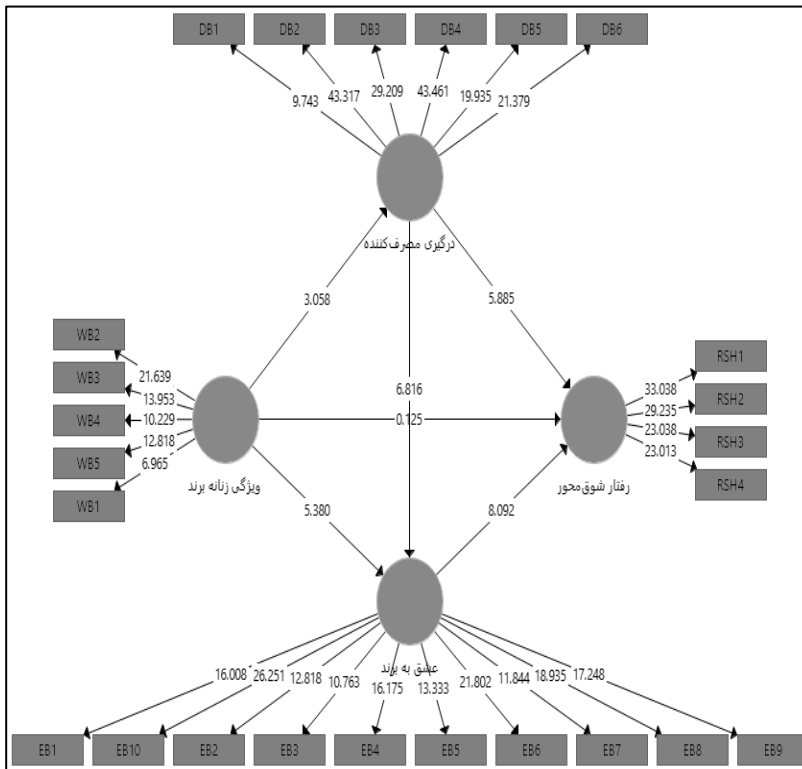 DB1 DB2 DB3 DB4 DB5 DB6
9.743 43.317 29.209 43.461 19.935 21.379
درگیری مصرف‌کننده
3.058 5.885
WB2
WB3
WB4
WB5
WB1
21.639
13.953
10.229
12.818
6.965
ویژگی زنانه برند
6.816
0.125
RSH1
RSH2
RSH3
RSH4
33.038
29.235
23.038
23.013
رفتار شوق‌محور
5.380 8.092
عشق به برند
16.008 26.251 12.818 10.763 16.175 13.333 21.802 11.844 18.935 17.248
EB1 EB10 EB2 EB3 EB4 EB5 EB6 EB7 EB8 EB9